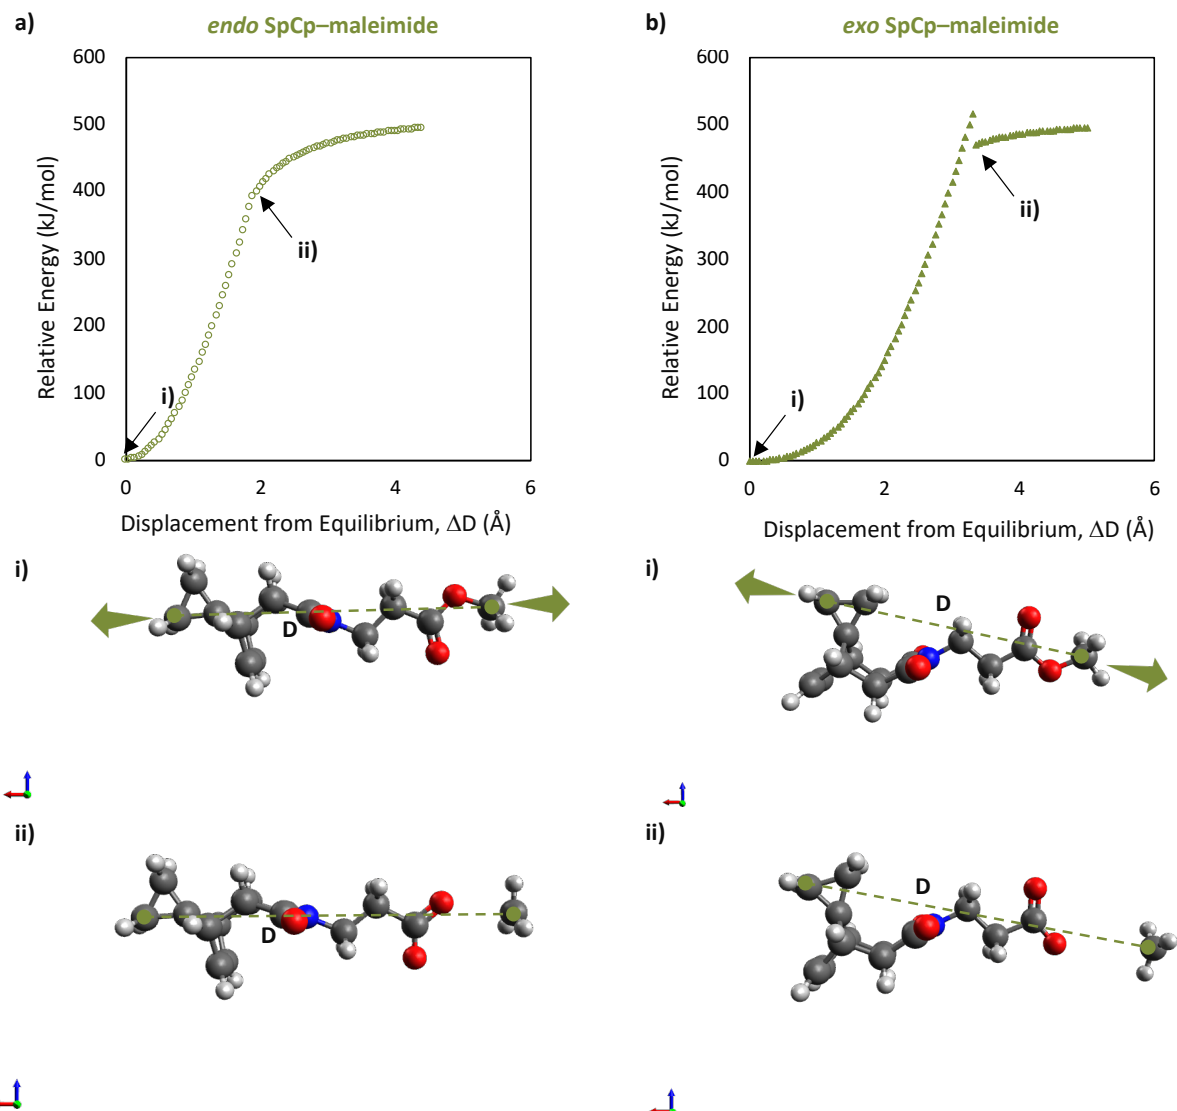 a)
endo SpCp–maleimide
600
500
400
300
200
100
0
0 2 4 6
Relative Energy (kJ/mol)
Displacement from Equilibrium, ΔD (Å)
i)
ii)
b)
exo SpCp–maleimide
600
500
400
300
200
100
0
0 2 4 6
Relative Energy (kJ/mol)
Displacement from Equilibrium, ΔD (Å)
i)
ii)
i)
D
i)
D
ii)
D
ii)
D